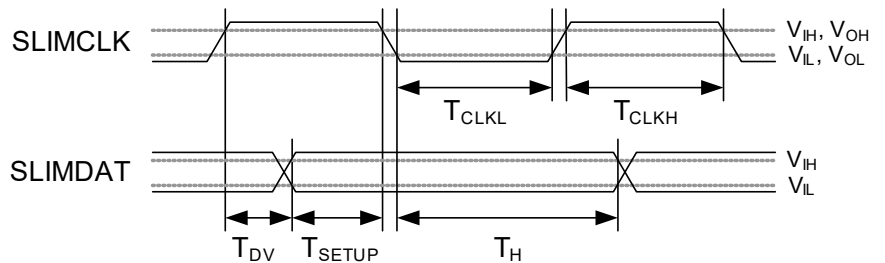 SLIMCLK
V_IH, V_OH
V_IL, V_OL
T_CLKL
T_CLKH
SLIMDAT
V_IH
V_IL
T_DV
T_SETUP
T_H